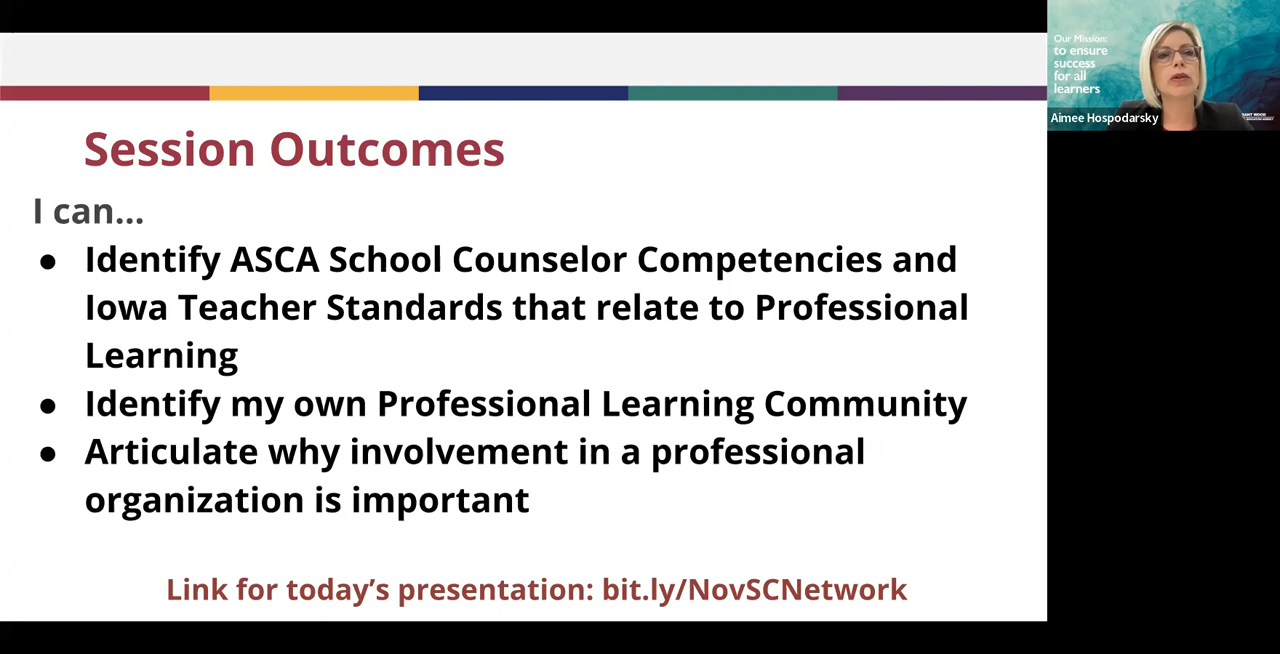 Session Outcomes
I can...
● Identify ASCA School Counselor Competencies and
Iowa Teacher Standards that relate to Professional
Learning
● Identify my own Professional Learning Community
● Articulate why involvement in a professional
organization is important
Link for today’s presentation: bit.ly/NovSCNetwork
Our Mission:
to ensure
success
for all
learners
Aimee Hospodarsky